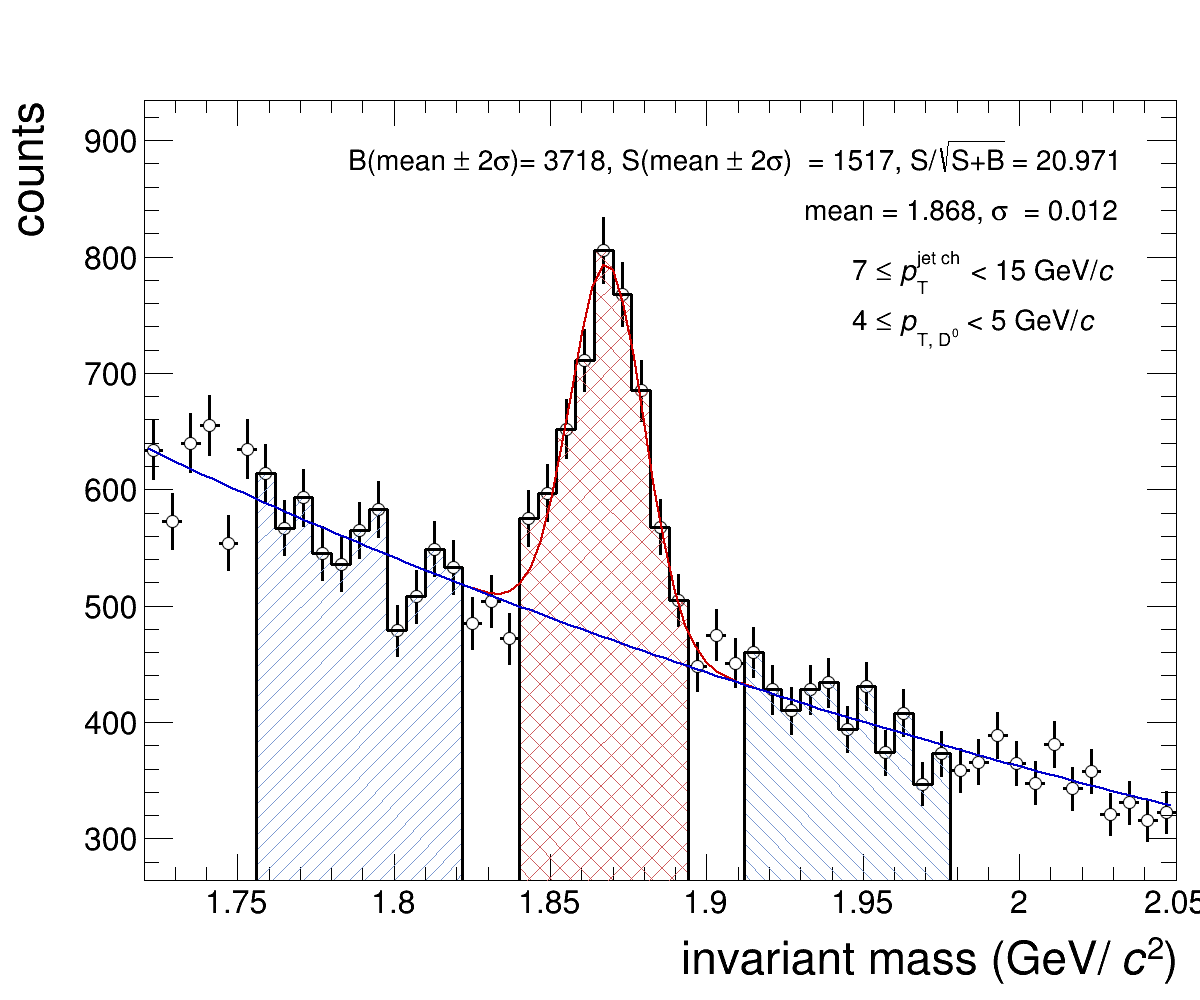 counts
900
800
700
600
500
400
300
B(mean ± 2σ)= 3718, S(mean ± 2σ) = 1517, S/√S+B = 20.971
mean = 1.868, σ = 0.012
7 ≤ p_T^jet ch < 15 GeV/c
4 ≤ p_T, D^0 < 5 GeV/c
1.75 1.8 1.85 1.9 1.95 2 2.05
invariant mass (GeV/ c²)